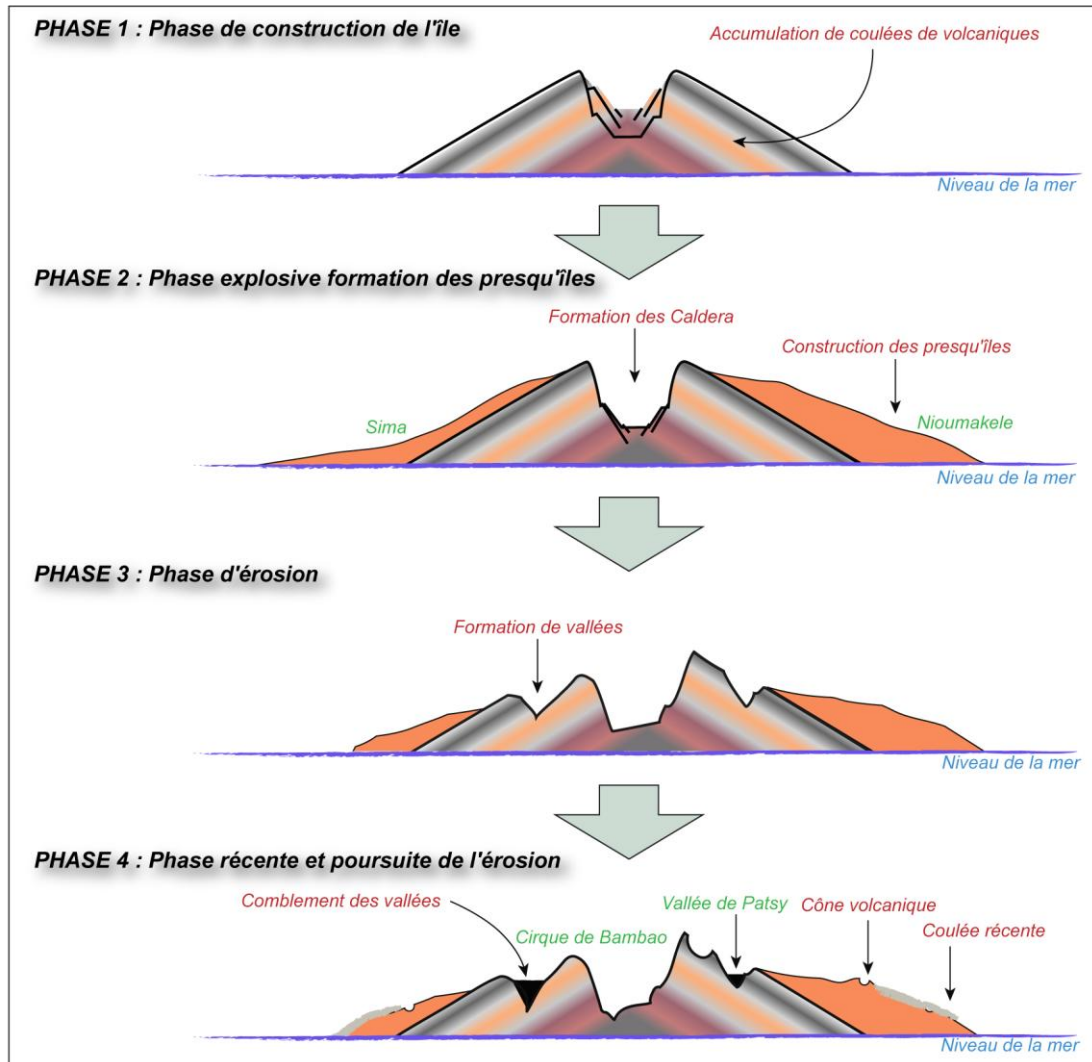 PHASE 1 : Phase de construction de l'île
Accumulation de coulées de volcaniques
Niveau de la mer
PHASE 2 : Phase explosive formation des presqu'îles
Formation des Caldera
Construction des presqu'îles
Sima
Nioumakele
Niveau de la mer
PHASE 3 : Phase d'érosion
Formation de vallées
Niveau de la mer
PHASE 4 : Phase récente et poursuite de l'érosion
Comblement des vallées
Vallée de Patsy
Cône volcanique
Cirque de Bambao
Coulée récente
Niveau de la mer